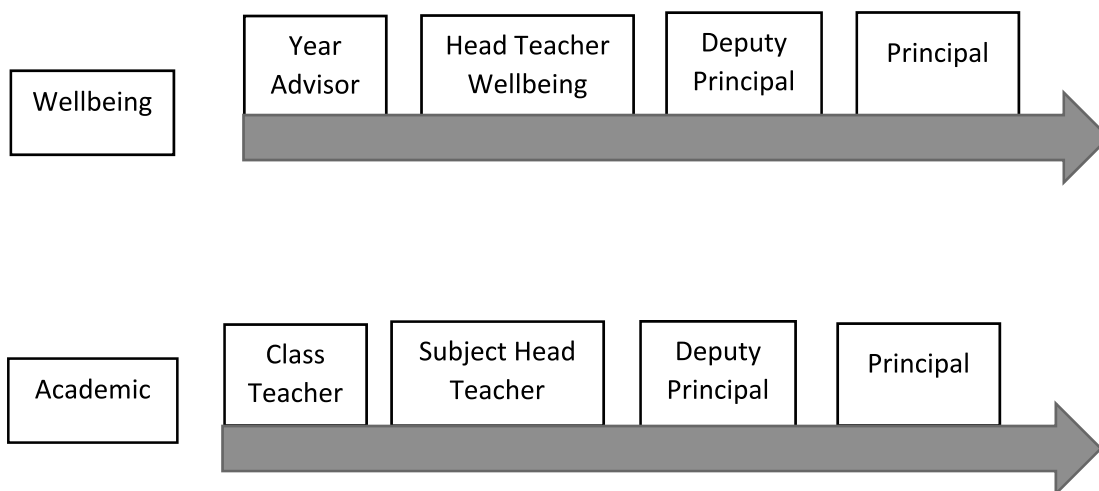 Wellbeing
Year
Advisor
Head Teacher
Wellbeing
Deputy
Principal
Principal
Academic
Class
Teacher
Subject Head
Teacher
Deputy
Principal
Principal